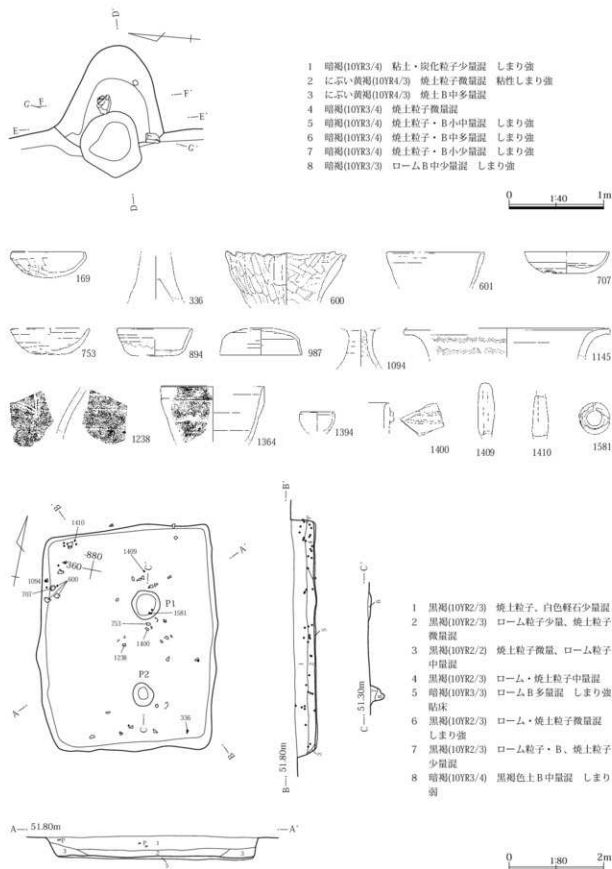 D′
G F
F′
E
E′
G′
D
1 暗褐(10YR3/4) 粘土・炭化粒子少量混 しまり強
2 にぶい黄褐(10YR4/3) 焼土粒子微量混 粘性しまり強
3 にぶい黄褐(10YR4/3) 焼土B中多量混
4 暗褐(10YR3/4) 焼土粒子微量混
5 暗褐(10YR3/4) 焼土粒子・B小中量混 しまり強
6 暗褐(10YR3/4) 焼土粒子・B中多量混 しまり強
7 暗褐(10YR3/4) 焼土粒子・B小少量混 しまり強
8 暗褐(10YR3/3) ロームB中少量混 しまり強
0 1:40 1m
169
336
600
601
707
753
894
987
1094
1145
1238
1364
1394
1400
1409
1410
1581
B′
1410
A′
-880
360
1409
C′
1094
600
707
P1
1581
753
1400
1238
P2
C
336
A
B
B′
B 51.80m
1
2
3
5
C′
C 51.30m
6
8
1 黒褐(10YR2/3) 焼土粒子、白色軽石少量混
2 黒褐(10YR2/3) ローム粒子少量、焼土粒子
微量混
3 黒褐(10YR2/2) 焼土粒子微量、ローム粒子
中量混
4 黒褐(10YR2/3) ローム・焼土粒子中量混
5 暗褐(10YR3/3) ロームB多量混 しまり強
貼床
6 黒褐(10YR2/3) ローム・焼土粒子微量混
しまり強
7 黒褐(10YR2/3) ローム粒子・B、焼土粒子
少量混
8 暗褐(10YR3/4) 黒褐色土B中量混 しまり
弱
A 51.80m A′
P P 1
3 2 3
5
0 1:80 2m